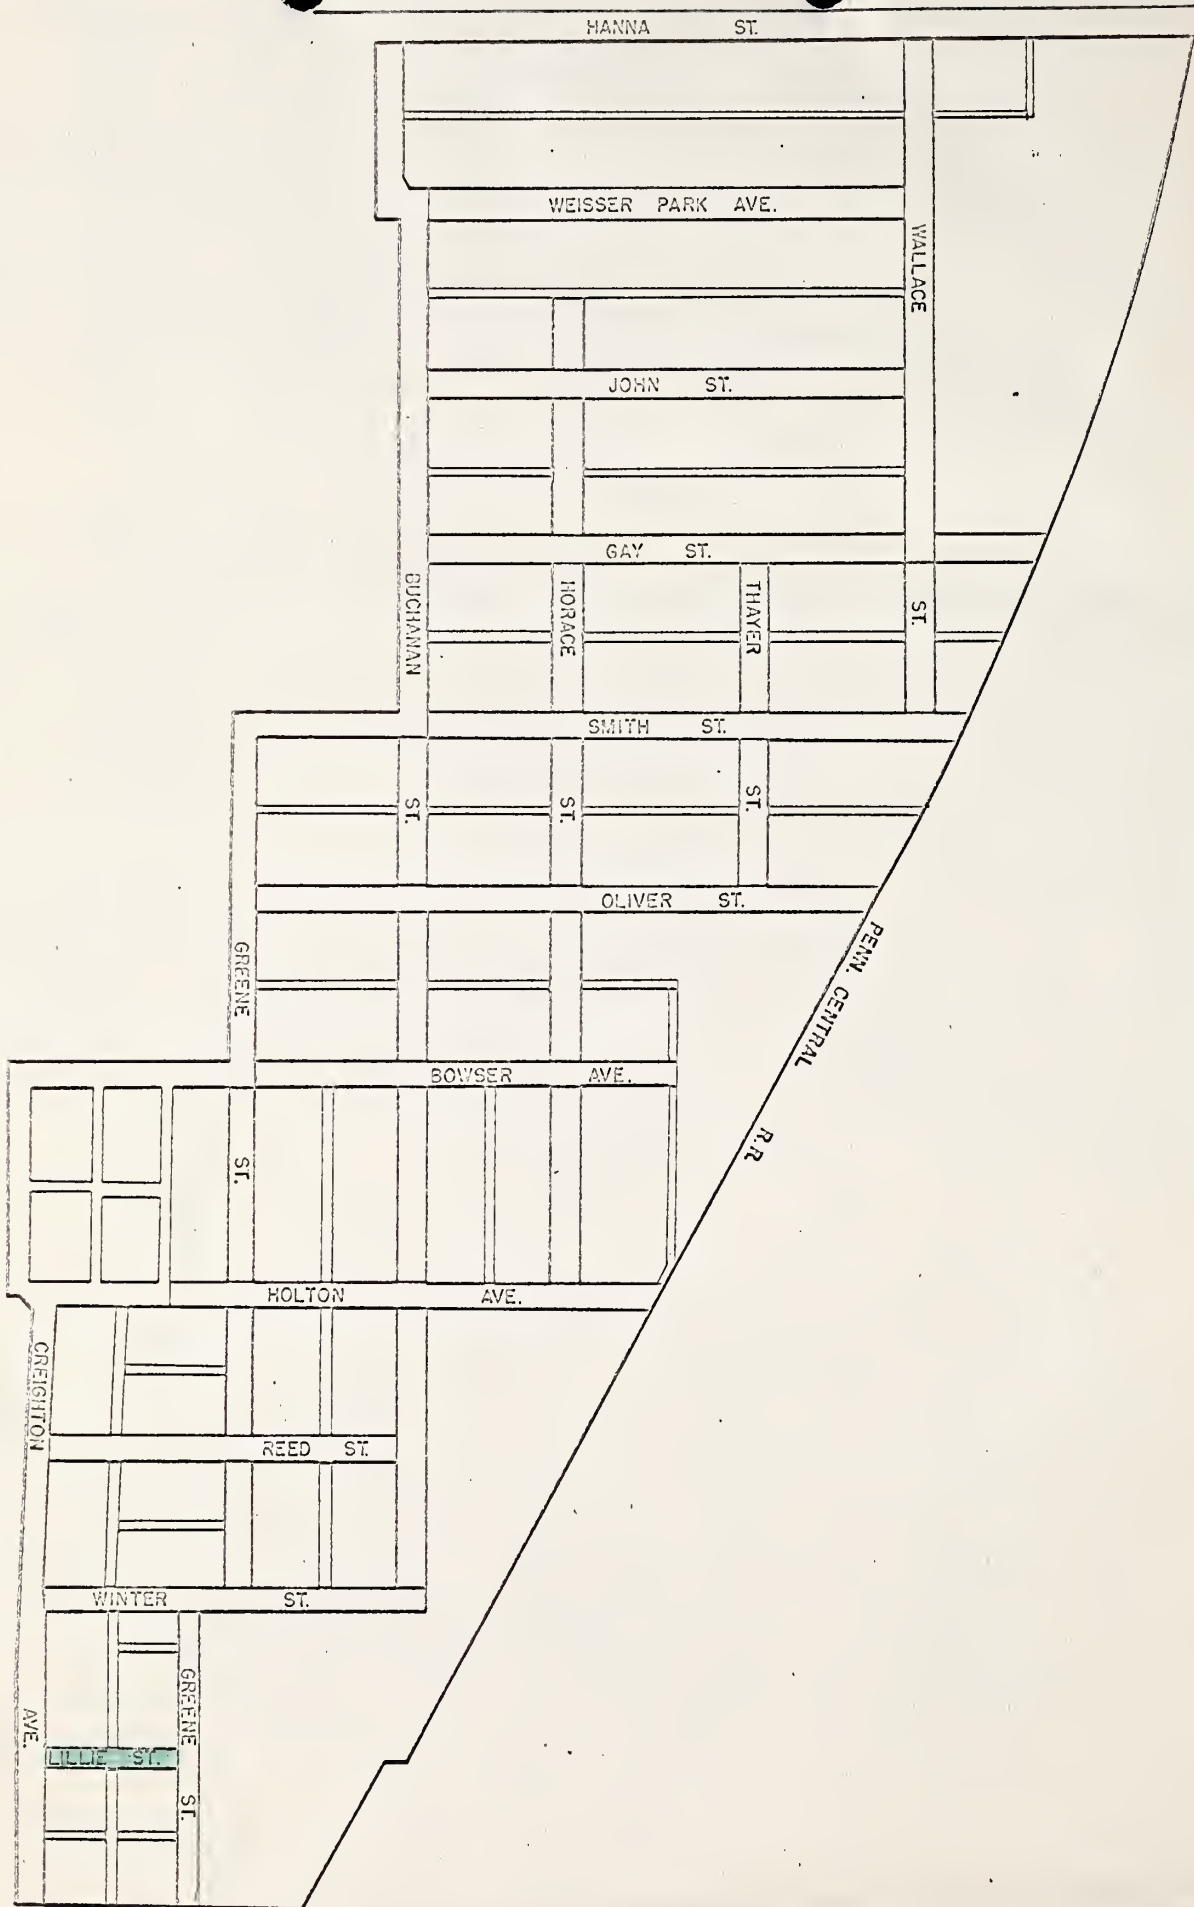 HANNA ST.
WEISSER PARK AVE.
WALLACE ST.
JOHN ST.
GAY ST.
BUCHANAN ST.
HORACE ST.
THAYER ST.
SMITH ST.
OLIVER ST.
PENN. CENTRAL R.R
GREENE ST.
BOWSER AVE.
HOLTON AVE.
CREIGHTON AVE.
REED ST.
WINTER ST.
GREENE ST.
LILLIE ST.